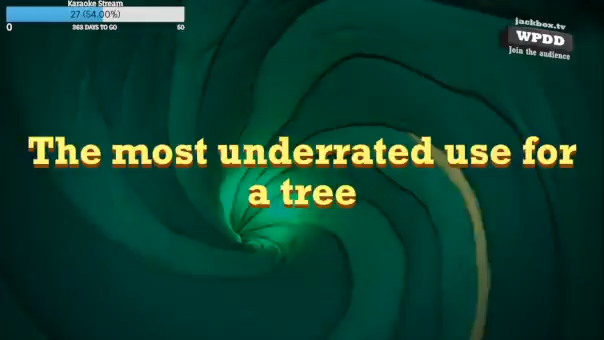 Karaoke Stream
27 (54.00%)
0 363 DAYS TO GO 50
jackbox.tv
WPDD
Join the audience
The most underrated use for
a tree